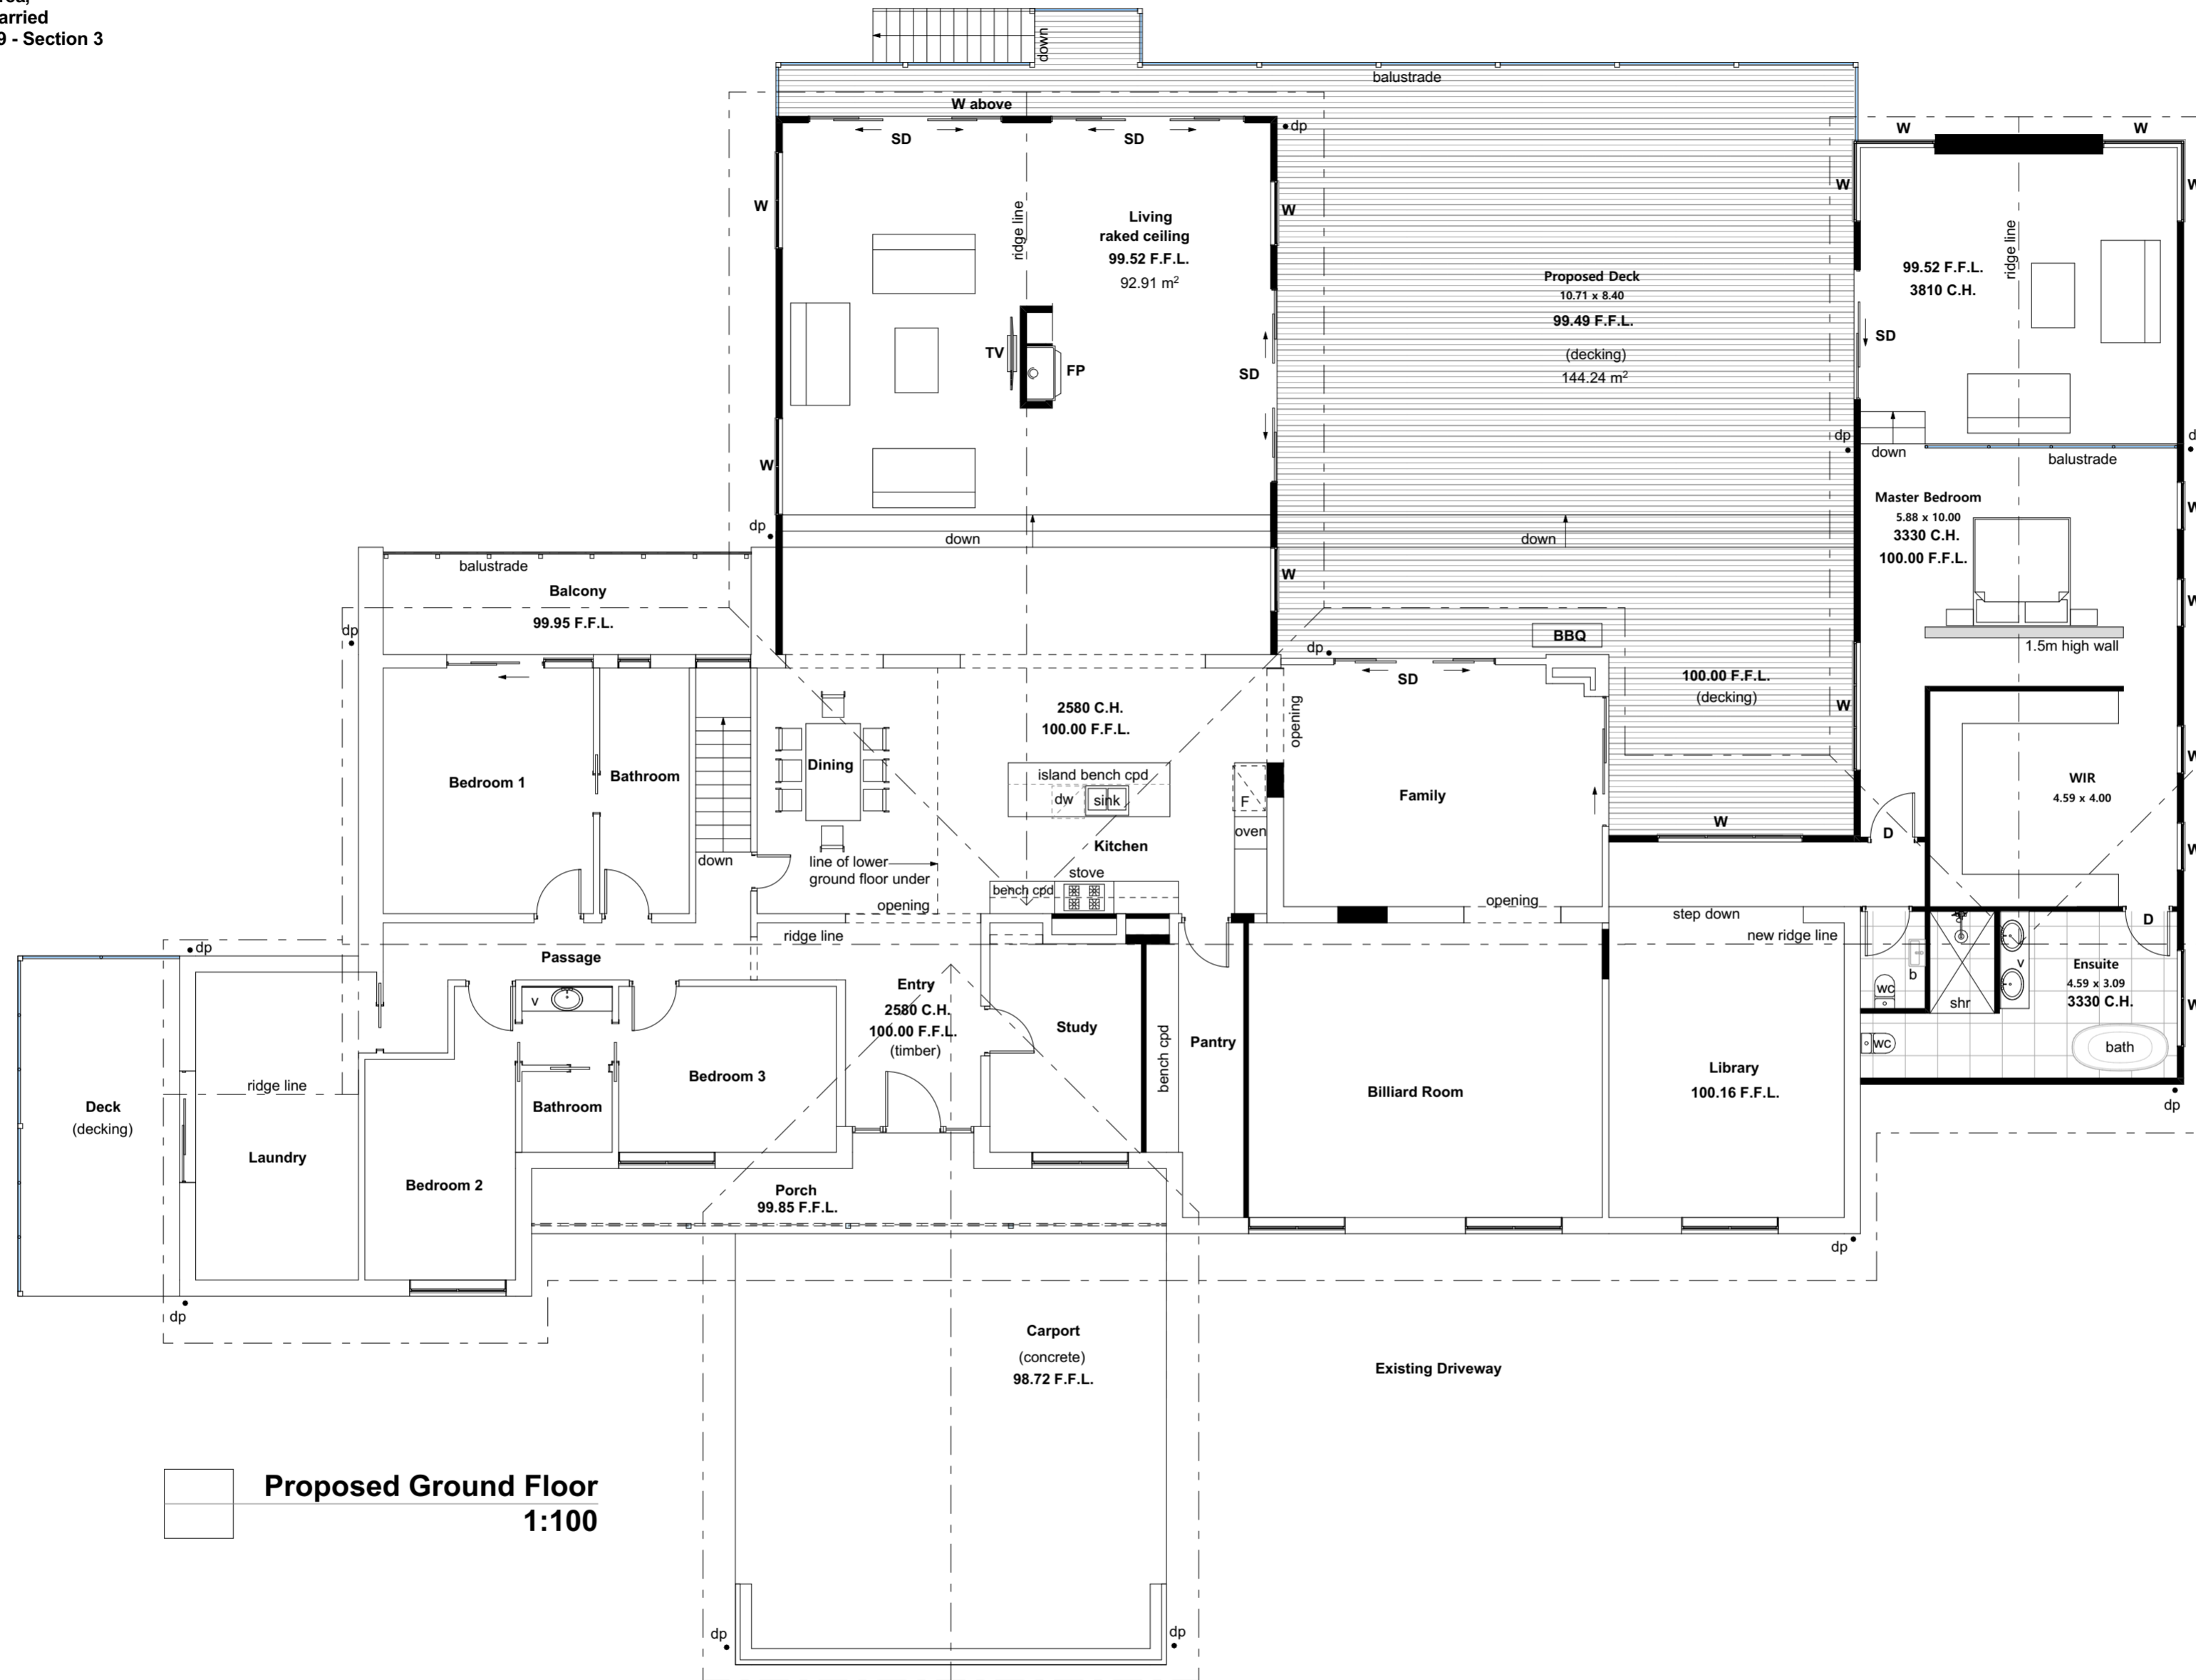 arried
9 - Section 3
down
balustrade
W above
SD
SD
dp
W
W
W
W
W
W
ridge line
Living
raked ceiling
99.52 F.F.L.
92.91 m²
Proposed Deck
10.71 x 8.40
99.49 F.F.L.
(decking)
144.24 m²
99.52 F.F.L.
3810 C.H.
ridge line
SD
TV
FP
SD
dp
down
balustrade
W
dp
down
down
Master Bedroom
5.88 x 10.00
3330 C.H.
100.00 F.F.L.
W
balustrade
Balcony
99.95 F.F.L.
W
dp
BBQ
dp
1.5m high wall
SD
100.00 F.F.L.
(decking)
W
opening
2580 C.H.
100.00 F.F.L.
Bedroom 1
Bathroom
Dining
island bench cpd
dw
sink
F
oven
Family
WIR
4.59 x 4.00
W
D
Kitchen
down
line of lower
ground floor under
stove
bench cpd
opening
opening
step down
D
dp
ridge line
new ridge line
Passage
Entry
2580 C.H.
100.00 F.F.L.
(timber)
v
Study
b
wc
shr
v
Ensuite
4.59 x 3.09
3330 C.H.
W
wc
bath
bench cpd
Pantry
Bedroom 3
Library
100.16 F.F.L.
Billiard Room
ridge line
Deck
(decking)
Bathroom
dp
Laundry
Bedroom 2
Porch
99.85 F.F.L.
dp
dp
Carport
(concrete)
98.72 F.F.L.
Existing Driveway
Proposed Ground Floor
1:100
dp
dp